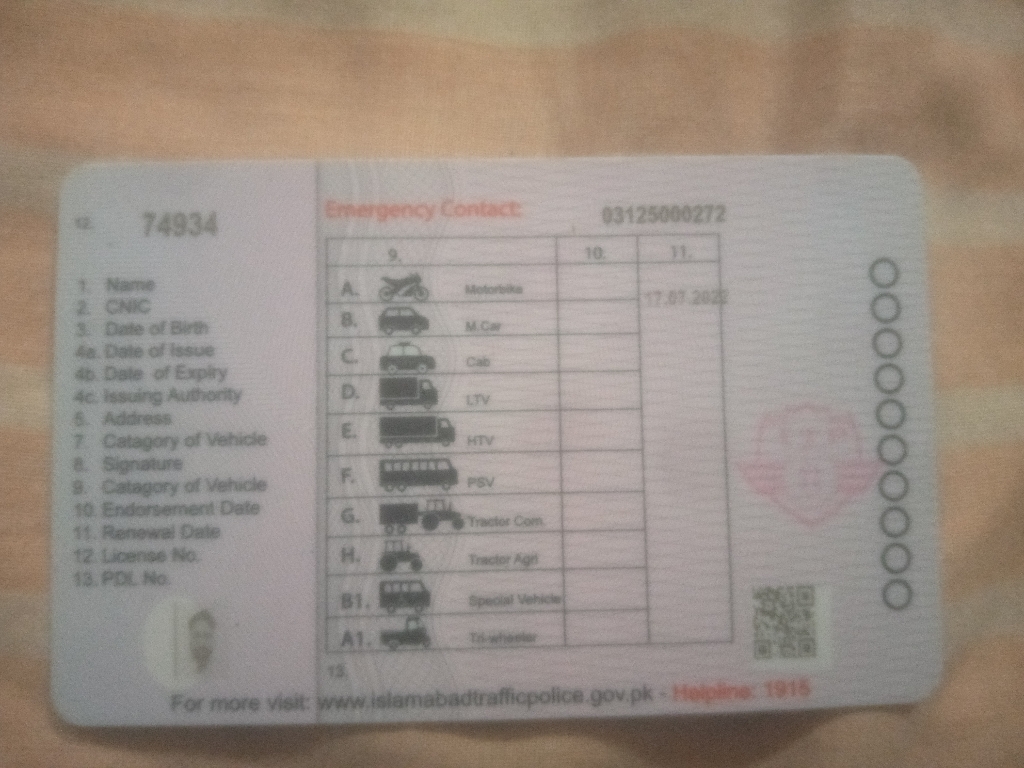 12. 74934
1. Name
2. CNIC
3. Date of Birth
4a. Date of Issue
4b. Date of Expiry
4c. Issuing Authority
5. Address
7. Catagory of Vehicle
8. Signature
9. Catagory of Vehicle
10. Endorsement Date
11. Renewal Date
12. License No.
13. PDL No.
Emergency Contact: 03125000272
9. 10. 11.
A. Motorbike 17.07.2022
B. M.Car
C. Cab
D. LTV
E. HTV
F. PSV
G. Tractor Com.
H. Tractor Agri
B1. Special Vehicle
A1. Tri-wheeler
13.
For more visit: www.islamabadtrafficpolice.gov.pk - Helpline: 1915